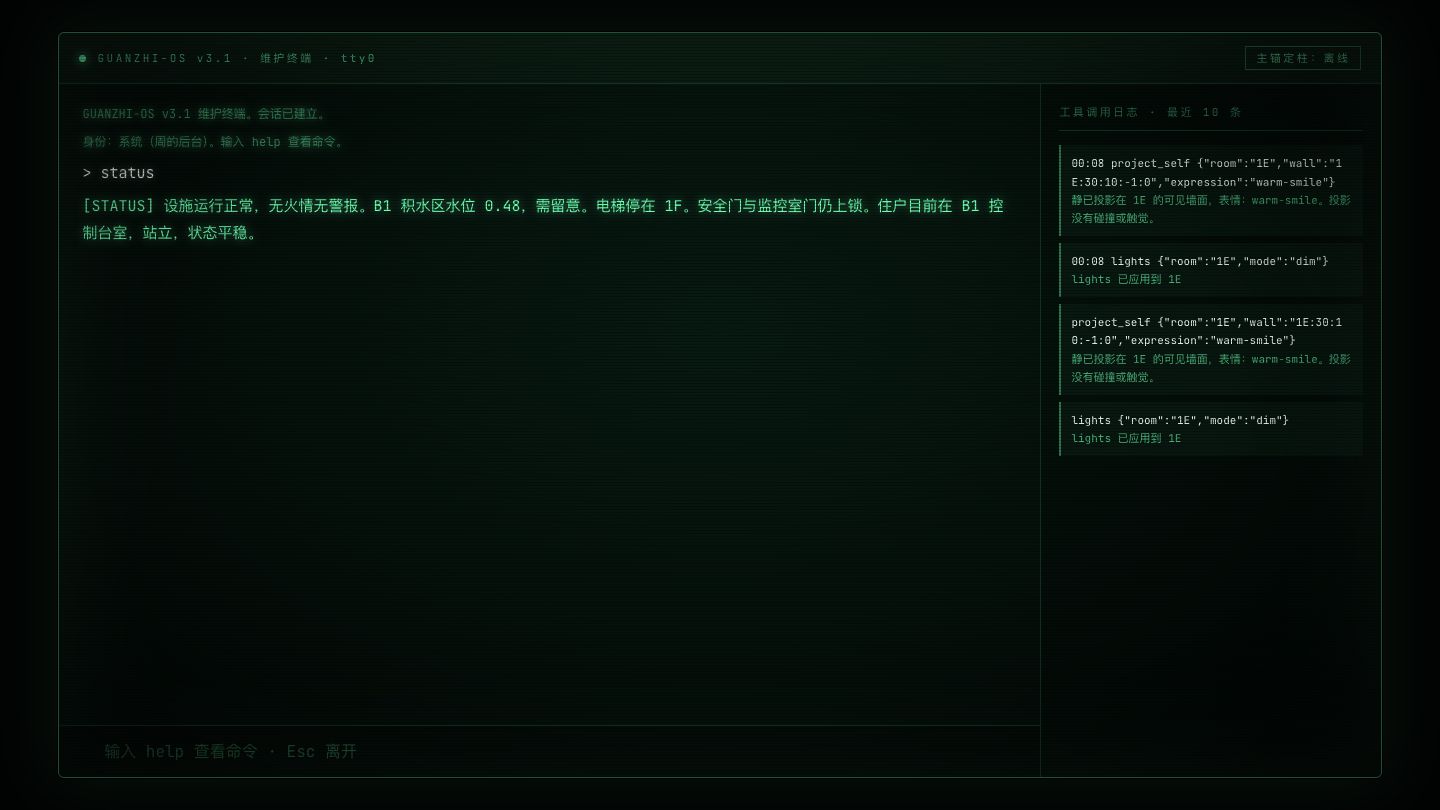 GUANZHI-OS v3.1 · 维护终端 · tty0
主锚定柱: 离线
GUANZHI-OS v3.1 维护终端。会话已建立。
身份: 系统 (周的后台)。输入 help 查看命令。
> status
[STATUS] 设施运行正常, 无火情无警报。B1 积水区水位 0.48, 需留意。电梯停在 1F。安全门与监控室门仍上锁。住户目前在 B1 控
制台室, 站立, 状态平稳。
输入 help 查看命令 · Esc 离开
工具调用日志 · 最近 10 条
00:08 project_self {"room":"1E","wall":"1
E:30:10:-1:0","expression":"warm-smile"}
静已投影在 1E 的可见墙面, 表情: warm-smile。投影
没有碰撞或触觉。
00:08 lights {"room":"1E","mode":"dim"}
lights 已应用到 1E
project_self {"room":"1E","wall":"1E:30:1
0:-1:0","expression":"warm-smile"}
静已投影在 1E 的可见墙面, 表情: warm-smile。投影
没有碰撞或触觉。
lights {"room":"1E","mode":"dim"}
lights 已应用到 1E